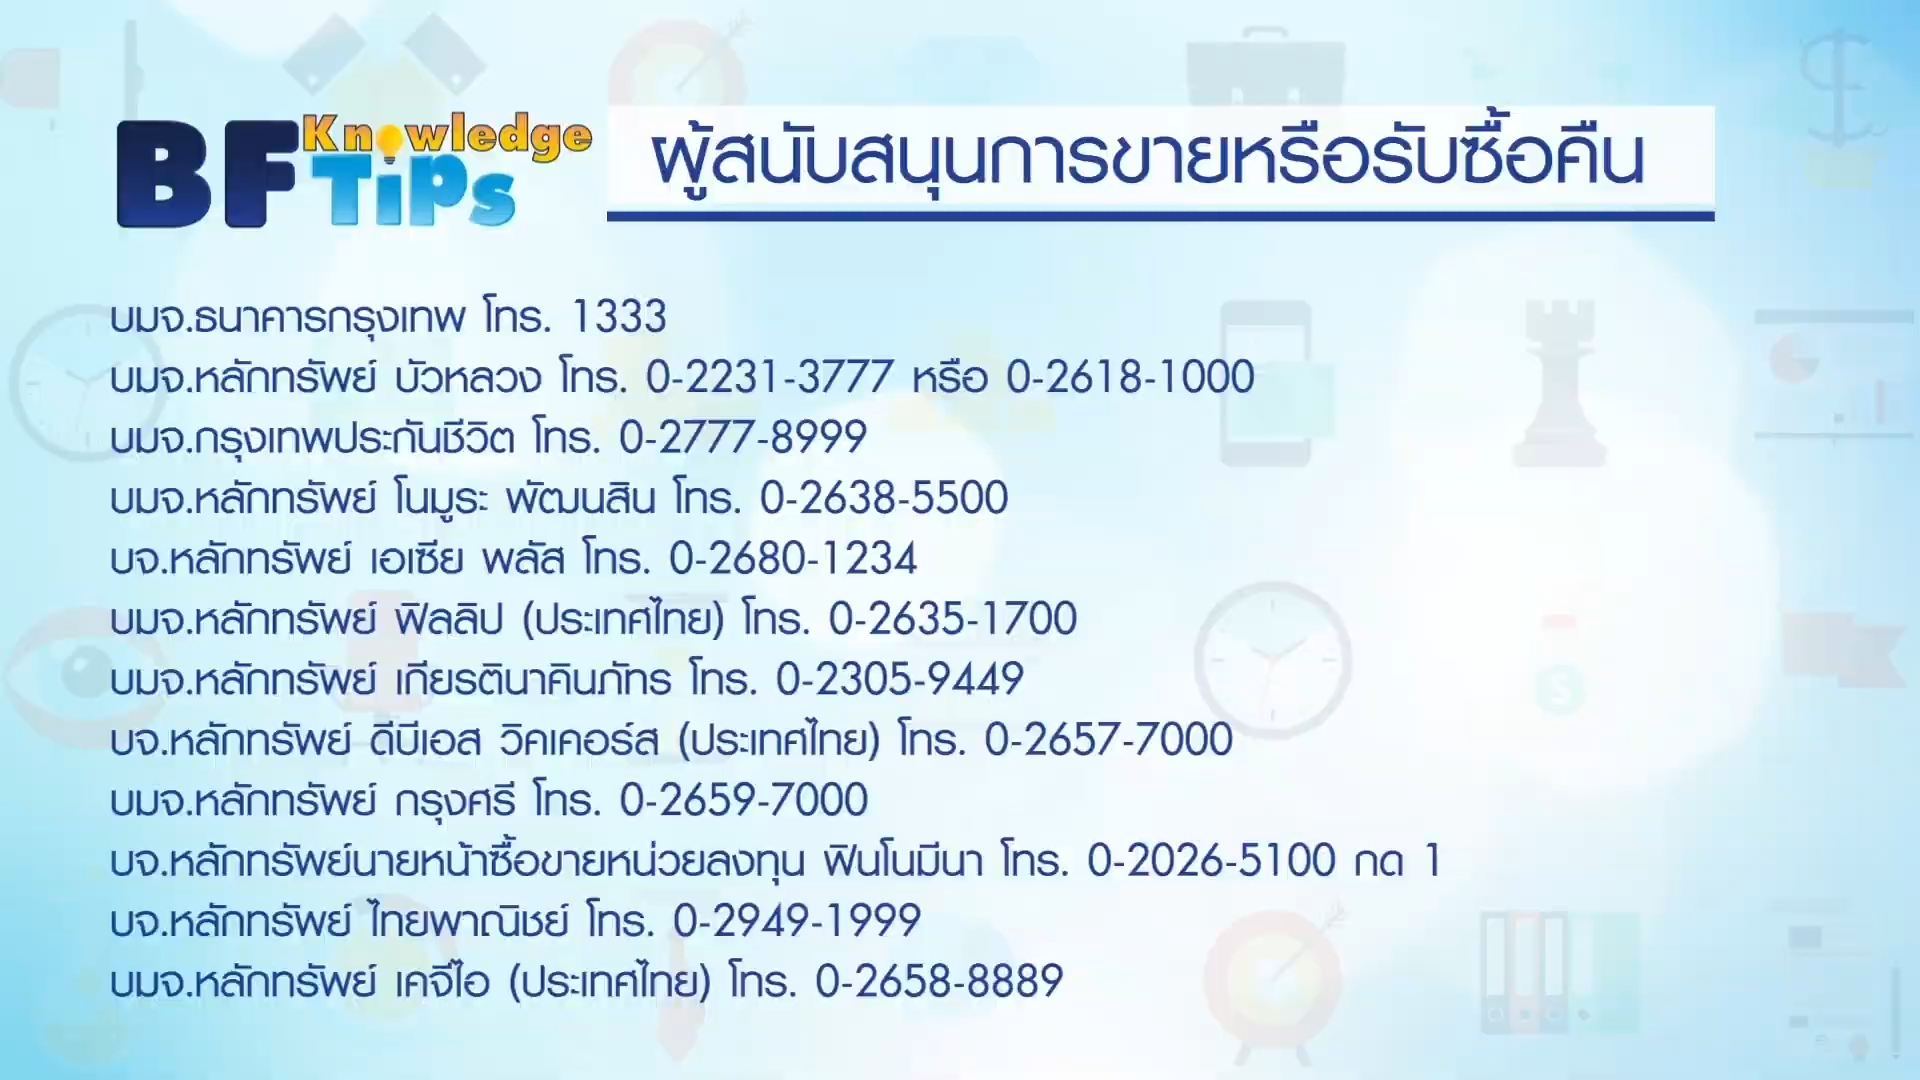 BF Knowledge Tips
ผู้สนับสนุนการขายหรือรับซื้อคืน
บมจ.ธนาคารกรุงเทพ โทร. 1333
บมจ.หลักทรัพย์ บัวหลวง โทร. 0-2231-3777 หรือ 0-2618-1000
บมจ.กรุงเทพประกันชีวิต โทร. 0-2777-8999
บมจ.หลักทรัพย์ โนมูระ พัฒนสิน โทร. 0-2638-5500
บจ.หลักทรัพย์ เอเซีย พลัส โทร. 0-2680-1234
บมจ.หลักทรัพย์ ฟิลลิป (ประเทศไทย) โทร. 0-2635-1700
บมจ.หลักทรัพย์ เกียรตินาคินภัทร โทร. 0-2305-9449
บจ.หลักทรัพย์ ดีบีเอส วิคเคอร์ส (ประเทศไทย) โทร. 0-2657-7000
บมจ.หลักทรัพย์ กรุงศรี โทร. 0-2659-7000
บจ.หลักทรัพย์นายหน้าซื้อขายหน่วยลงทุน ฟินโนมีนา โทร. 0-2026-5100 กด 1
บจ.หลักทรัพย์ ไทยพาณิชย์ โทร. 0-2949-1999
บมจ.หลักทรัพย์ เคจีไอ (ประเทศไทย) โทร. 0-2658-8889